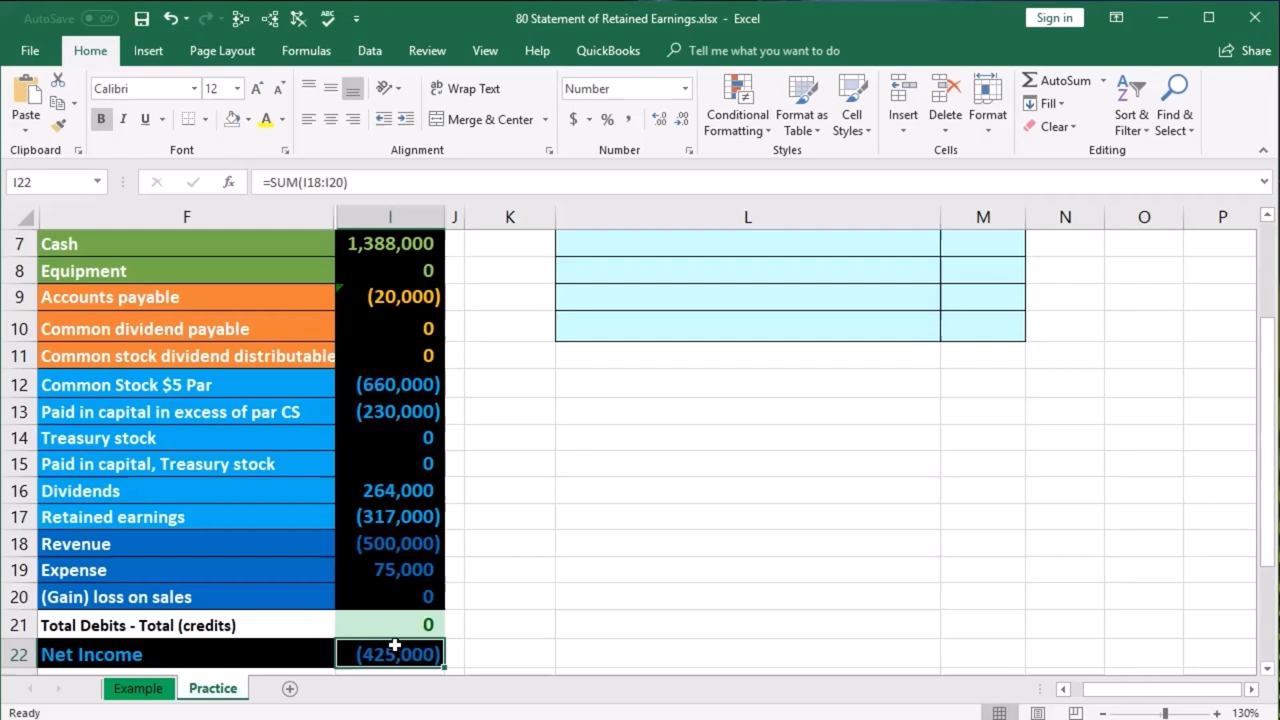 AutoSave Off
80 Statement of Retained Earnings.xlsx - Excel
Sign in
File Home Insert Page Layout Formulas Data Review View Help QuickBooks Tell me what you want to do Share
Paste
Clipboard
Calibri 12
B I U A
Font
ab Wrap Text
Merge & Center
Alignment
Number
$ % ,
Number
Conditional Formatting
Format as Table
Cell Styles
Styles
Insert Delete Format
Cells
AutoSum
Fill
Clear
Sort & Filter
Find & Select
Editing
I22 fx =SUM(I18:I20)
F I J K L M N O P
7 Cash 1,388,000
8 Equipment 0
9 Accounts payable (20,000)
10 Common dividend payable 0
11 Common stock dividend distributable 0
12 Common Stock $5 Par (660,000)
13 Paid in capital in excess of par CS (230,000)
14 Treasury stock 0
15 Paid in capital, Treasury stock 0
16 Dividends 264,000
17 Retained earnings (317,000)
18 Revenue (500,000)
19 Expense 75,000
20 (Gain) loss on sales 0
21 Total Debits - Total (credits) 0
22 Net Income (425,000)
Example Practice
Ready 130%